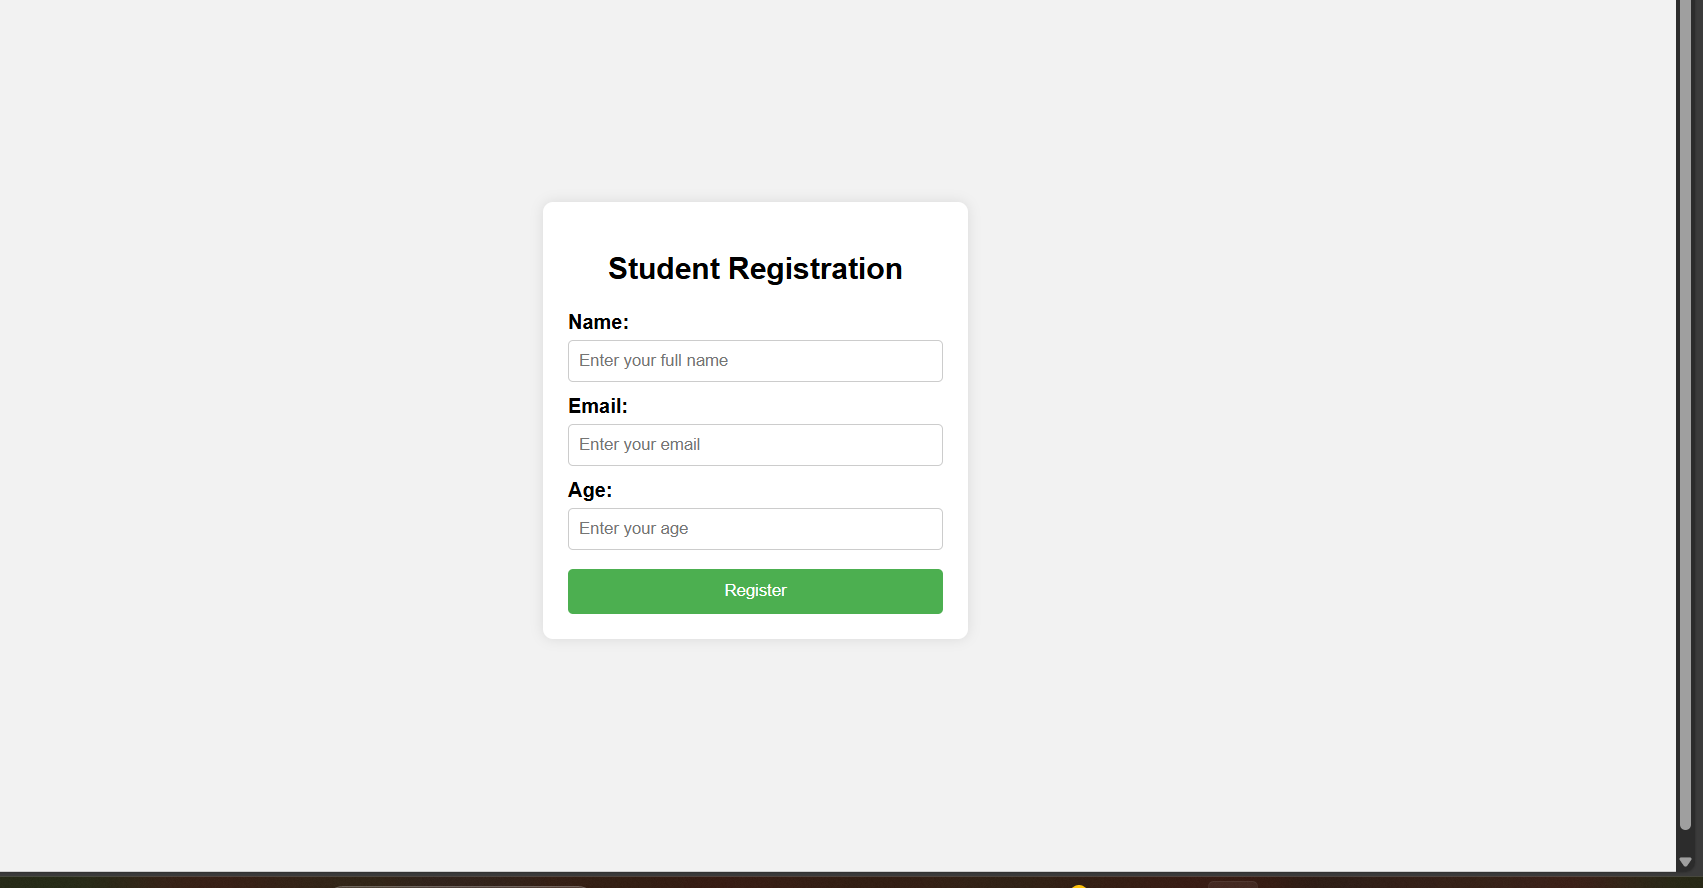 Student Registration
Name:
Enter your full name
Email:
Enter your email
Age:
Enter your age
Register